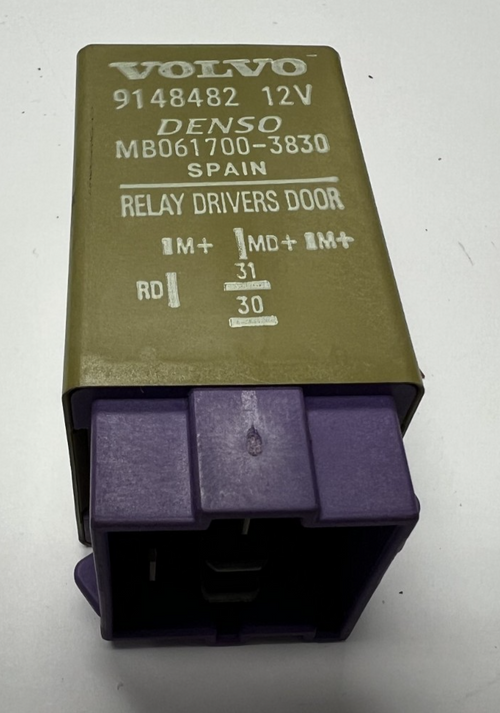 VOLVO
9148482 12V
DENSO
MB061700-3830
SPAIN
RELAY DRIVERS DOOR
M+ MD+ M+
31
RD
30